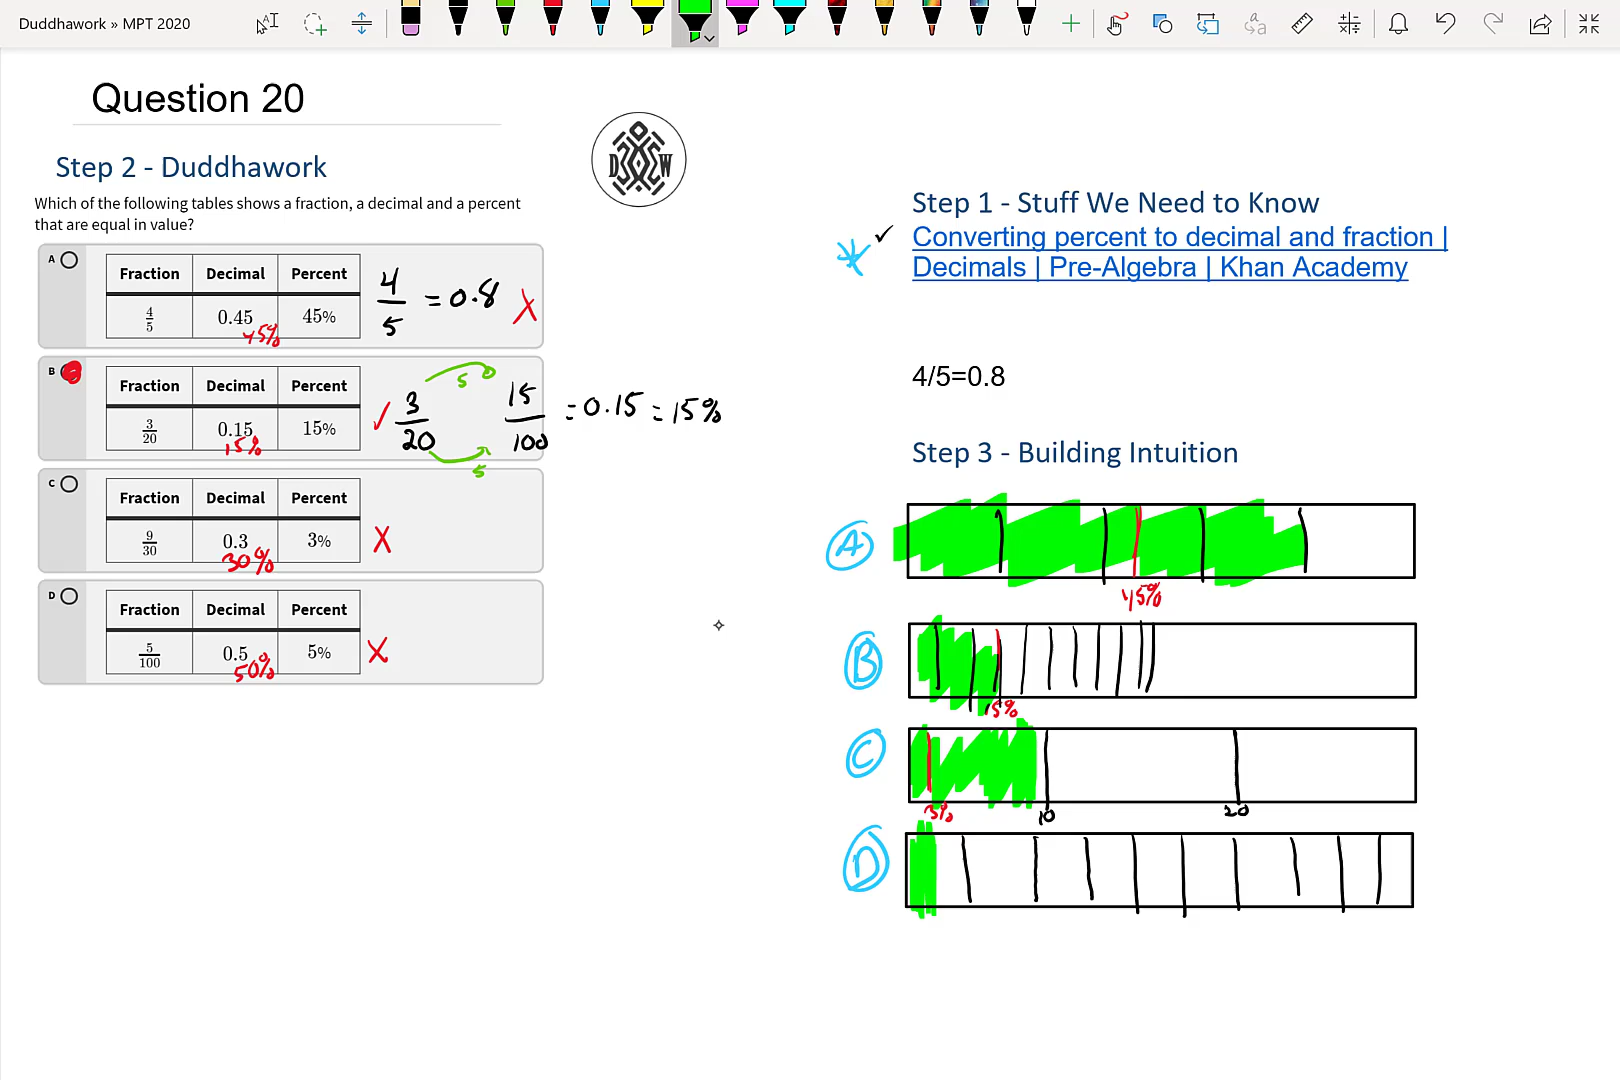 Duddhawork » MPT 2020
Question 20
D W
Step 2 - Duddhawork
Which of the following tables shows a fraction, a decimal and a percent
that are equal in value?
A
Fraction Decimal Percent
4/5 0.45 45%
45%
4/5 = 0.8 X
B
Fraction Decimal Percent
3/20 0.15 15%
15%
✓ 3/20 15/100 = 0.15 = 15%
5
5
C
Fraction Decimal Percent
9/30 0.3 3%
30%
X
D
Fraction Decimal Percent
5/100 0.5 5%
50%
X
Step 1 - Stuff We Need to Know
✓ Converting percent to decimal and fraction |
Decimals | Pre-Algebra | Khan Academy
4/5=0.8
Step 3 - Building Intuition
A
45%
B
15%
C
3% 10 20
D